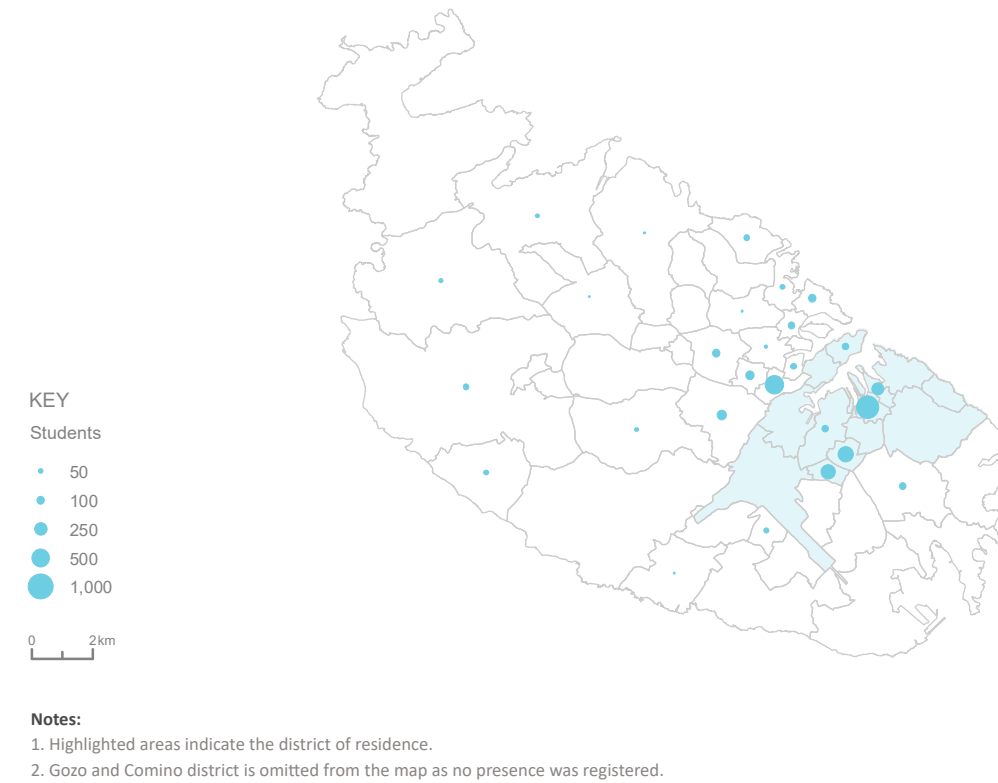 KEY
Students
50
100
250
500
1,000
0 2km
Notes:
1. Highlighted areas indicate the district of residence.
2. Gozo and Comino district is omitted from the map as no presence was registered.